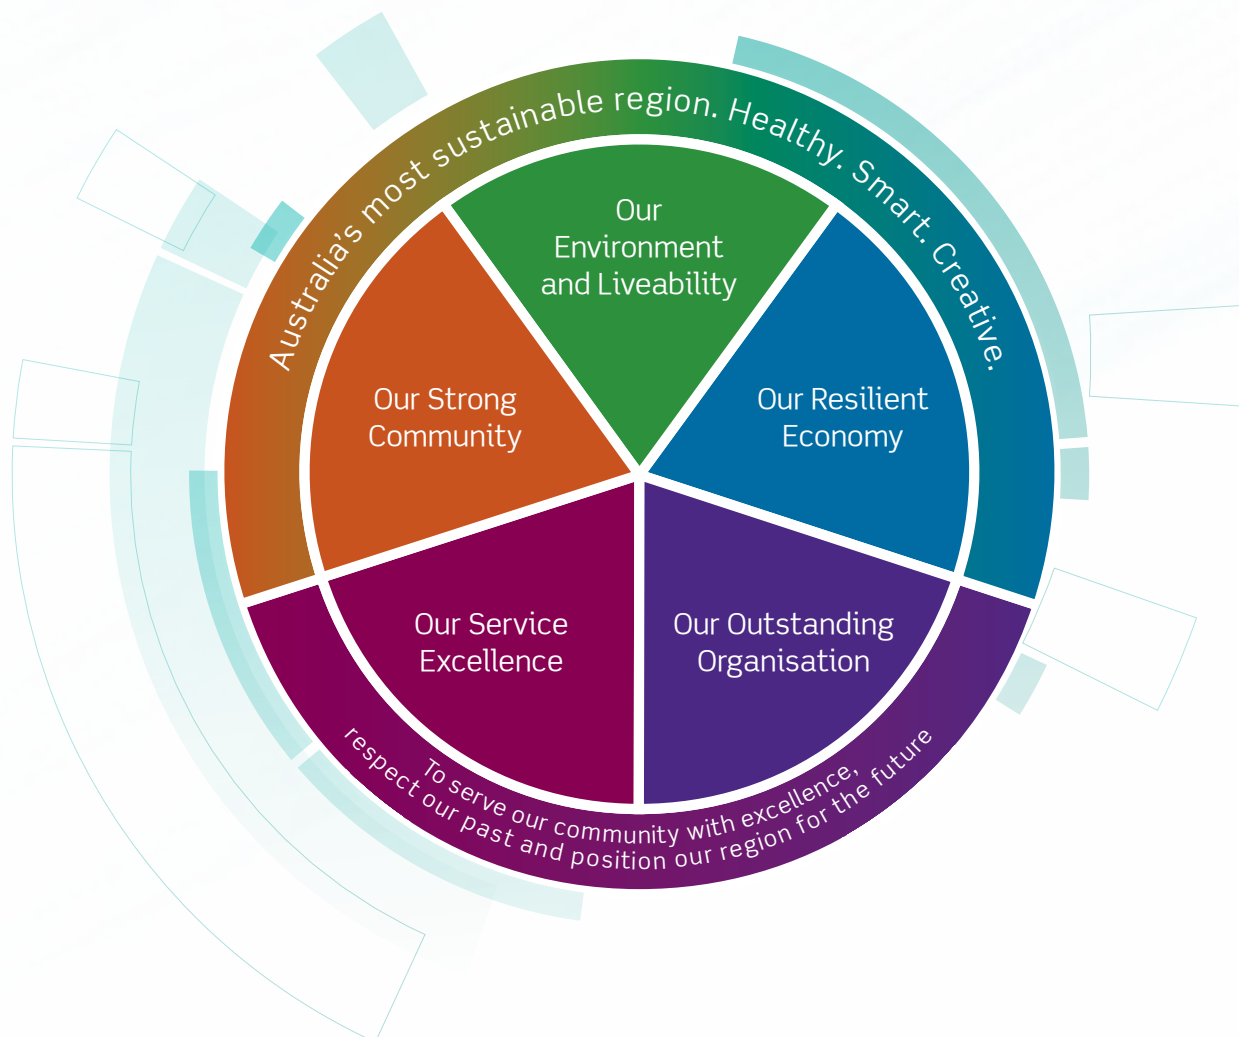 Australia's most sustainable region. Healthy. Smart. Creative.
Our
Environment
and Liveability
Our Strong
Community
Our Resilient
Economy
Our Service
Excellence
Our Outstanding
Organisation
To serve our community with excellence,
respect our past and position our region for the future